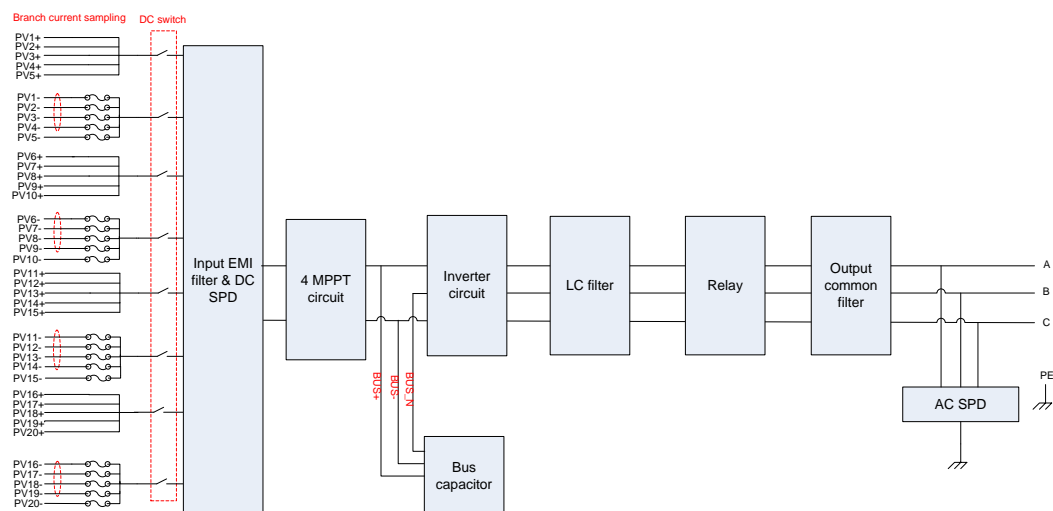 Branch current sampling
DC switch
PV1+
PV2+
PV3+
PV4+
PV5+
PV1-
PV2-
PV3-
PV4-
PV5-
PV6+
PV7+
PV8+
PV9+
PV10+
PV6-
PV7-
PV8-
PV9-
PV10-
PV11+
PV12+
PV13+
PV14+
PV15+
PV11-
PV12-
PV13-
PV14-
PV15-
PV16+
PV17+
PV18+
PV19+
PV20+
PV16-
PV17-
PV18-
PV19-
PV20-
Input EMI
filter & DC
SPD
4 MPPT
circuit
BUS+
BUS-
BUS_N
Bus
capacitor
Inverter
circuit
LC filter
Relay
Output
common
filter
A
B
C
PE
AC SPD